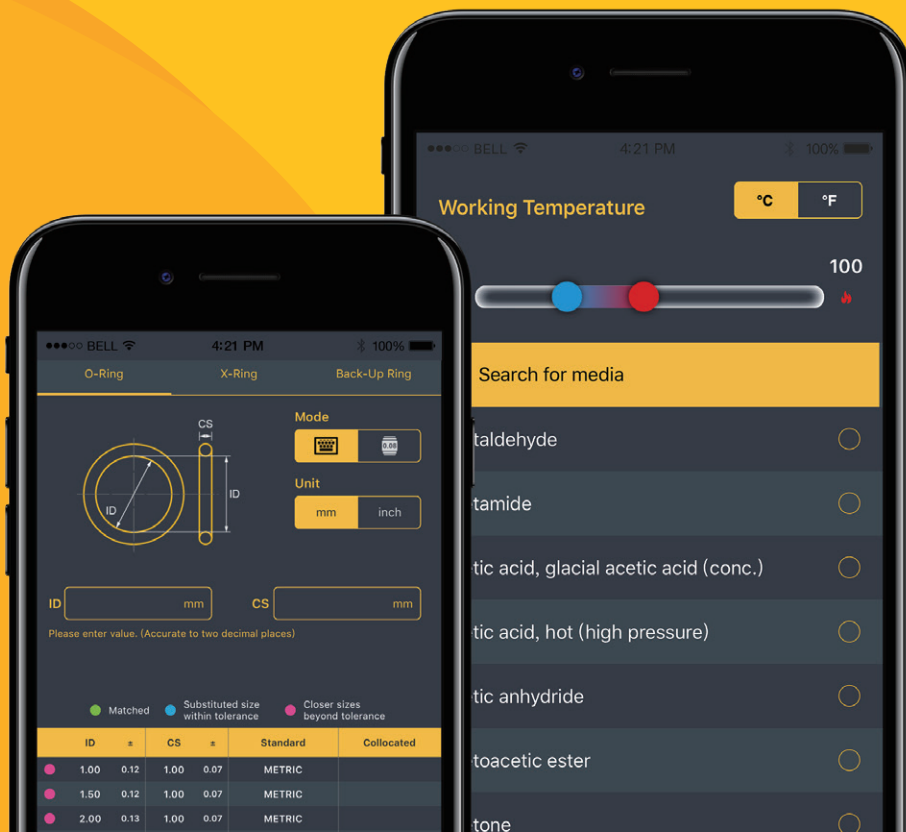 BELL
4:21 PM
100%
Working Temperature
°C
°F
100
Search for media
taldehyde
tamide
tic acid, glacial acetic acid (conc.)
tic acid, hot (high pressure)
tic anhydride
toacetic ester
tone
BELL
4:21 PM
100%
O-Ring
X-Ring
Back-Up Ring
CS
ID
ID
Mode
0.08
Unit
mm
inch
ID
mm
CS
mm
Please enter value. (Accurate to two decimal places)
Matched
Substituted size
within tolerance
Closer sizes
beyond tolerance
ID ± CS ± Standard Collocated
1.00 0.12 1.00 0.07 METRIC
1.50 0.12 1.00 0.07 METRIC
2.00 0.13 1.00 0.07 METRIC